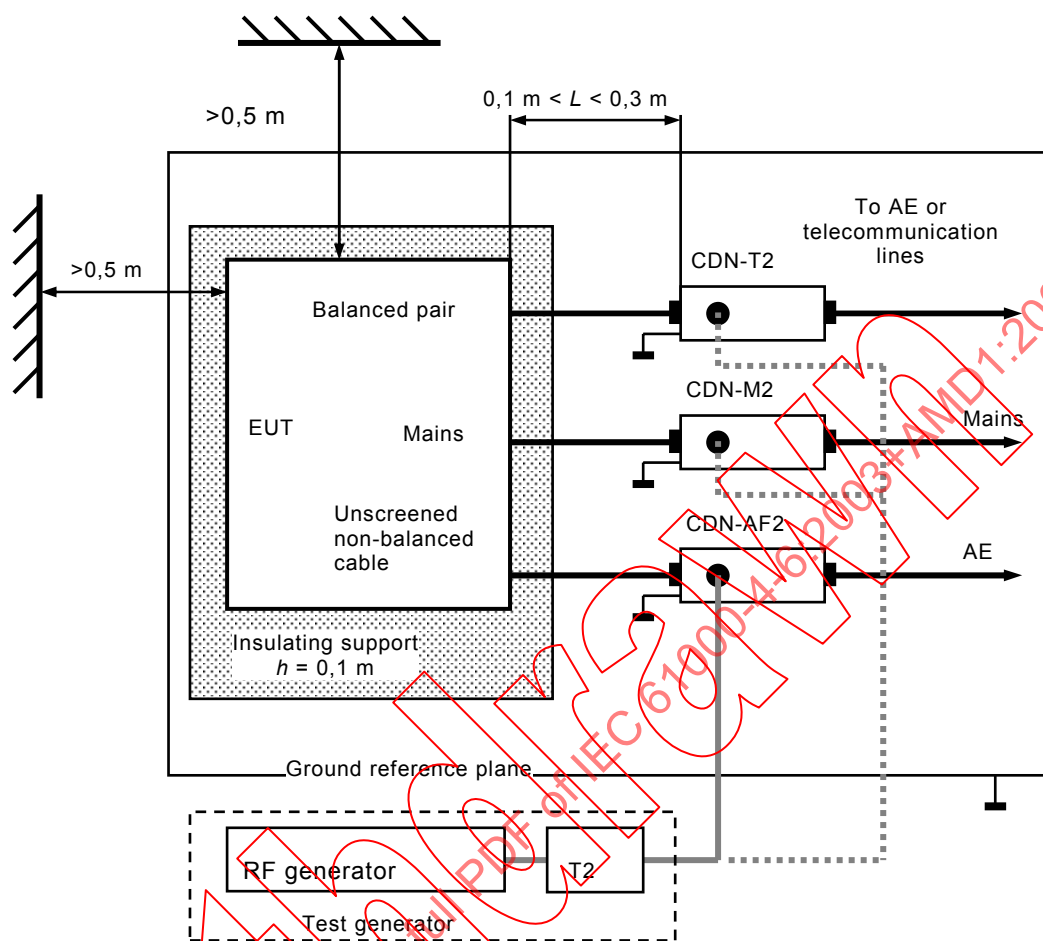 >0,5 m
0,1 m < L < 0,3 m
To AE or
telecommunication
lines
CDN-T2
>0,5 m
Balanced pair
CDN-M2
EUT
Mains
Mains
Unscreened
non-balanced
cable
CDN-AF2
AE
Insulating support
h = 0,1 m
Ground reference plane
RF generator
T2
Test generator
full PDF of IEC 61000-4-6:2003+AMD1:20